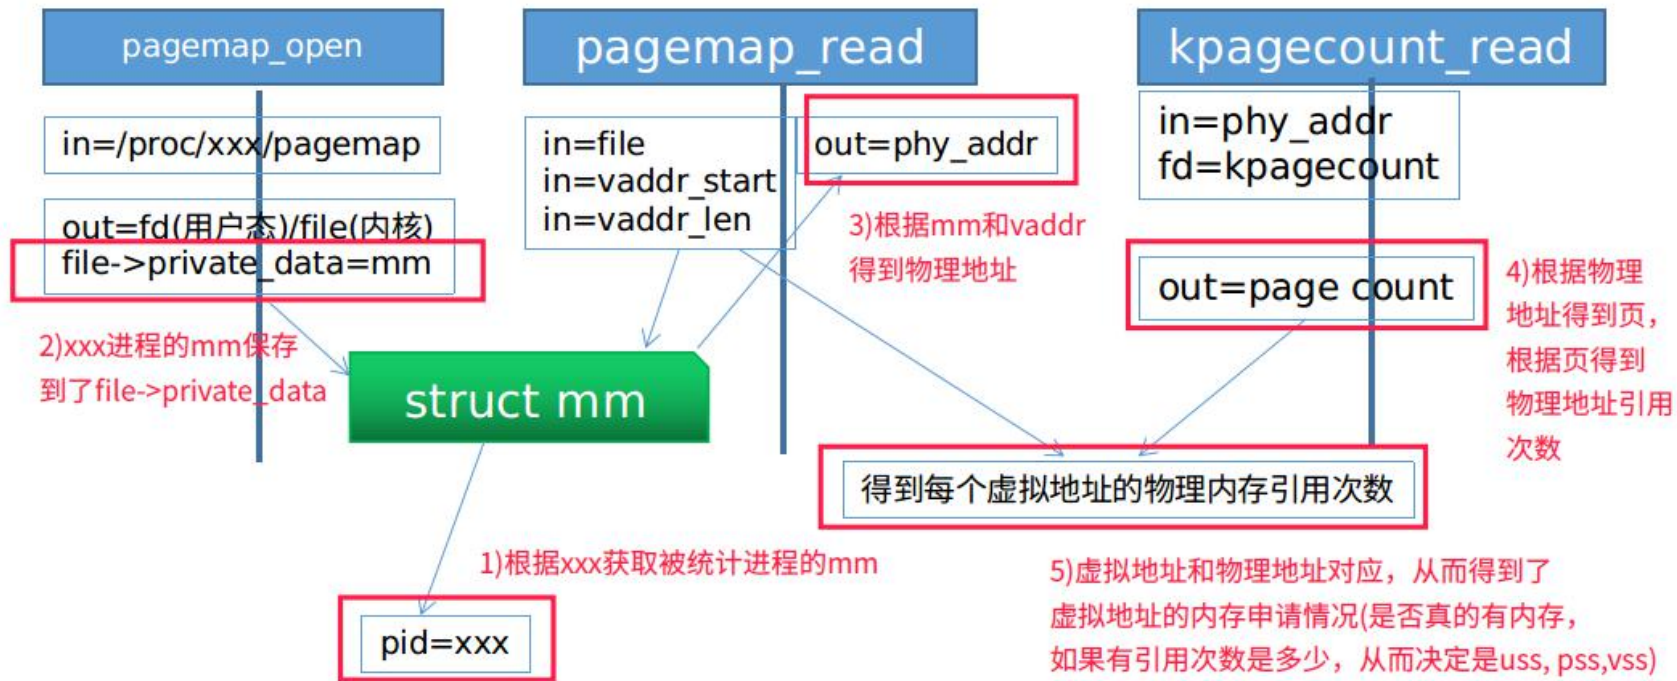 pagemap_open
in=/proc/xxx/pagemap
out=fd(用户态)/file(内核)
file->private_data=mm
2)xxx进程的mm保存
到了file->private_data
pagemap_read
in=file
in=vaddr_start
in=vaddr_len
out=phy_addr
3)根据mm和vaddr
得到物理地址
kpagecount_read
in=phy_addr
fd=kpagecount
out=page count
4)根据物理
地址得到页，
根据页得到
物理地址引用
次数
struct mm
得到每个虚拟地址的物理内存引用次数
1)根据xxx获取被统计进程的mm
pid=xxx
5)虚拟地址和物理地址对应，从而得到了
虚拟地址的内存申请情况(是否真的有内存，
如果有引用次数是多少，从而决定是uss, pss,vss)